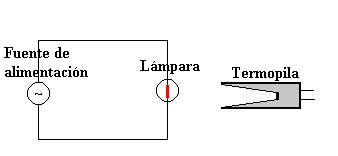 Fuente de
alimentación
Lámpara
Termopila
~